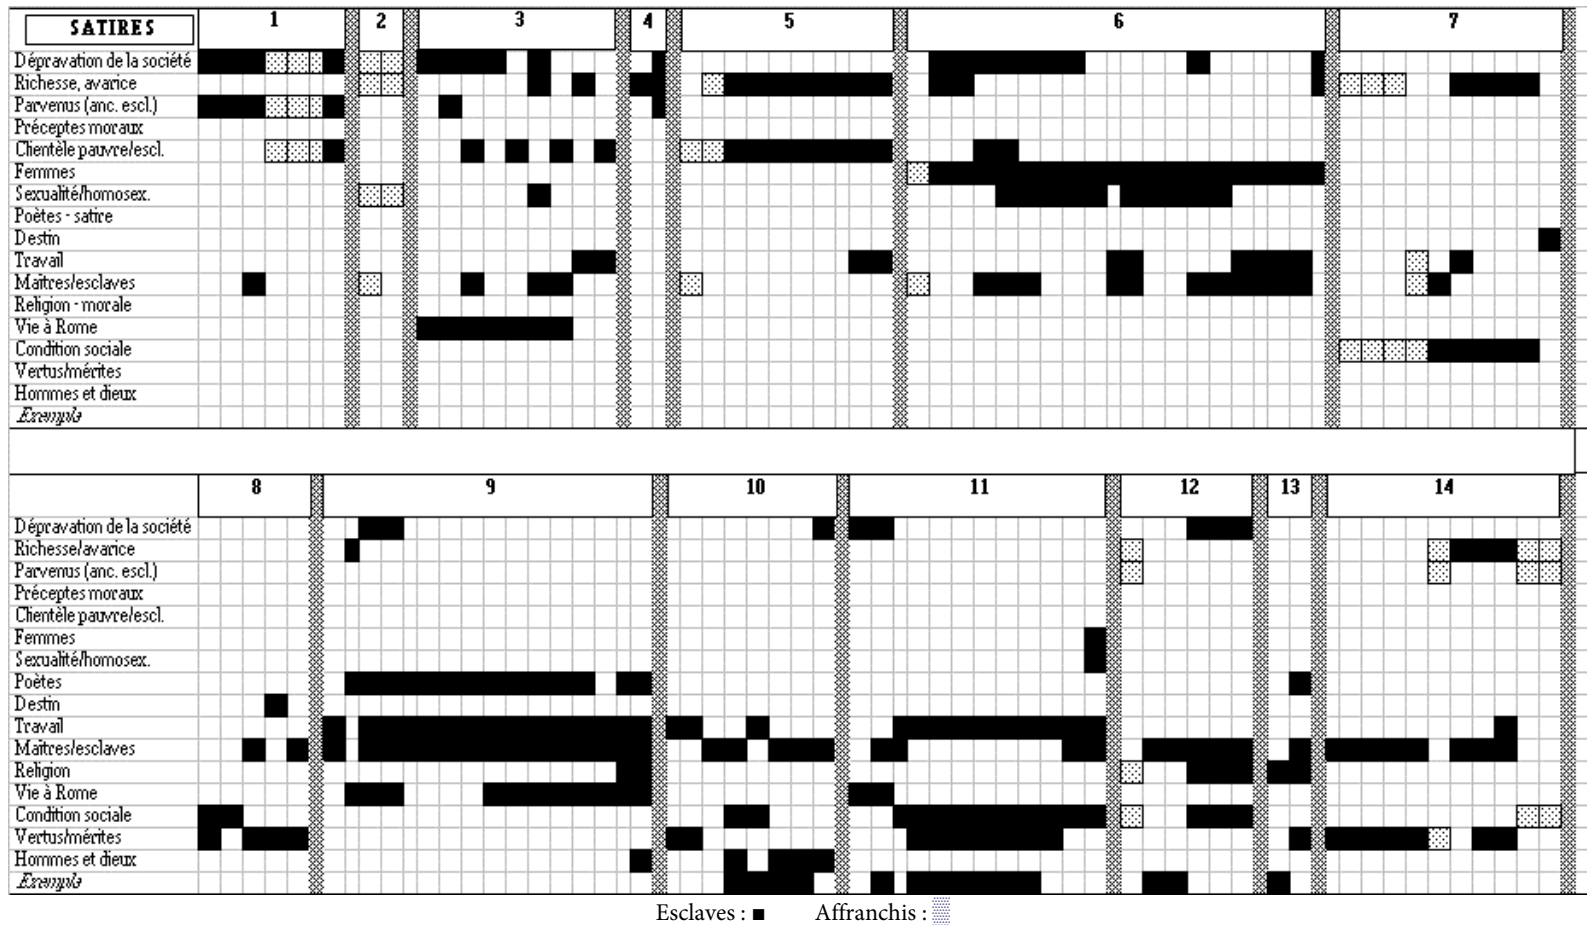 SATIRES 1 2 3 4 5 6 7
Dépravation de la société
Richesse, avarice
Parvenus (anc. escl.)
Préceptes moraux
Clientèle pauvre/escl.
Femmes
Sexualité/homosex.
Poètes - satire
Destin
Travail
Maîtres/esclaves
Religion - morale
Vie à Rome
Condition sociale
Vertus/mérites
Hommes et dieux
Exempla
8 9 10 11 12 13 14
Dépravation de la société
Richesse/avarice
Parvenus (anc. escl.)
Préceptes moraux
Clientèle pauvre/escl.
Femmes
Sexualité/homosex.
Poètes
Destin
Travail
Maîtres/esclaves
Religion
Vie à Rome
Condition sociale
Vertus/mérites
Hommes et dieux
Exempla
Esclaves : ■ Affranchis :